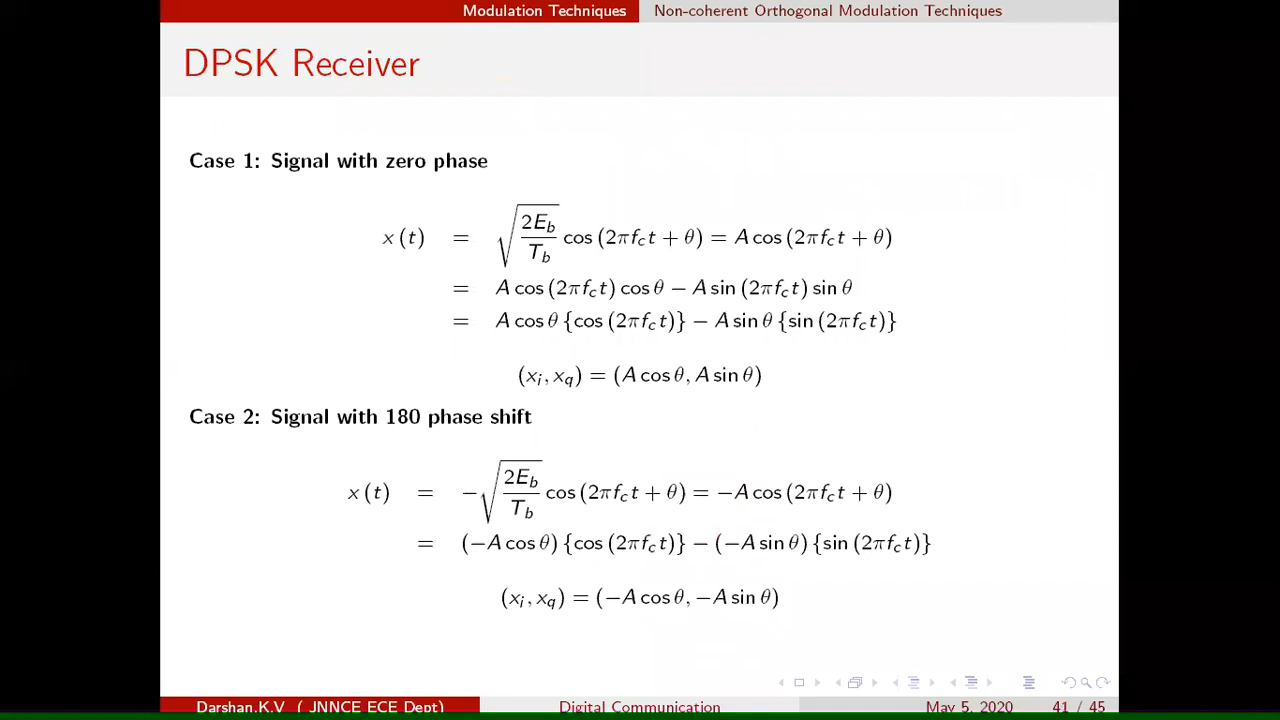 Modulation Techniques Non-coherent Orthogonal Modulation Techniques
DPSK Receiver
Case 1: Signal with zero phase
x (t) = √(2E_b/T_b) cos (2πf_c t + θ) = A cos (2πf_c t + θ)
= A cos (2πf_c t) cos θ − A sin (2πf_c t) sin θ
= A cos θ {cos (2πf_c t)} − A sin θ {sin (2πf_c t)}
(x_i, x_q) = (A cos θ, A sin θ)
Case 2: Signal with 180 phase shift
x (t) = −√(2E_b/T_b) cos (2πf_c t + θ) = −A cos (2πf_c t + θ)
= (−A cos θ) {cos (2πf_c t)} − (−A sin θ) {sin (2πf_c t)}
(x_i, x_q) = (−A cos θ, −A sin θ)
Darshan.K.V ( JNNCE ECE Dept) Digital Communication May 5, 2020 41 / 45